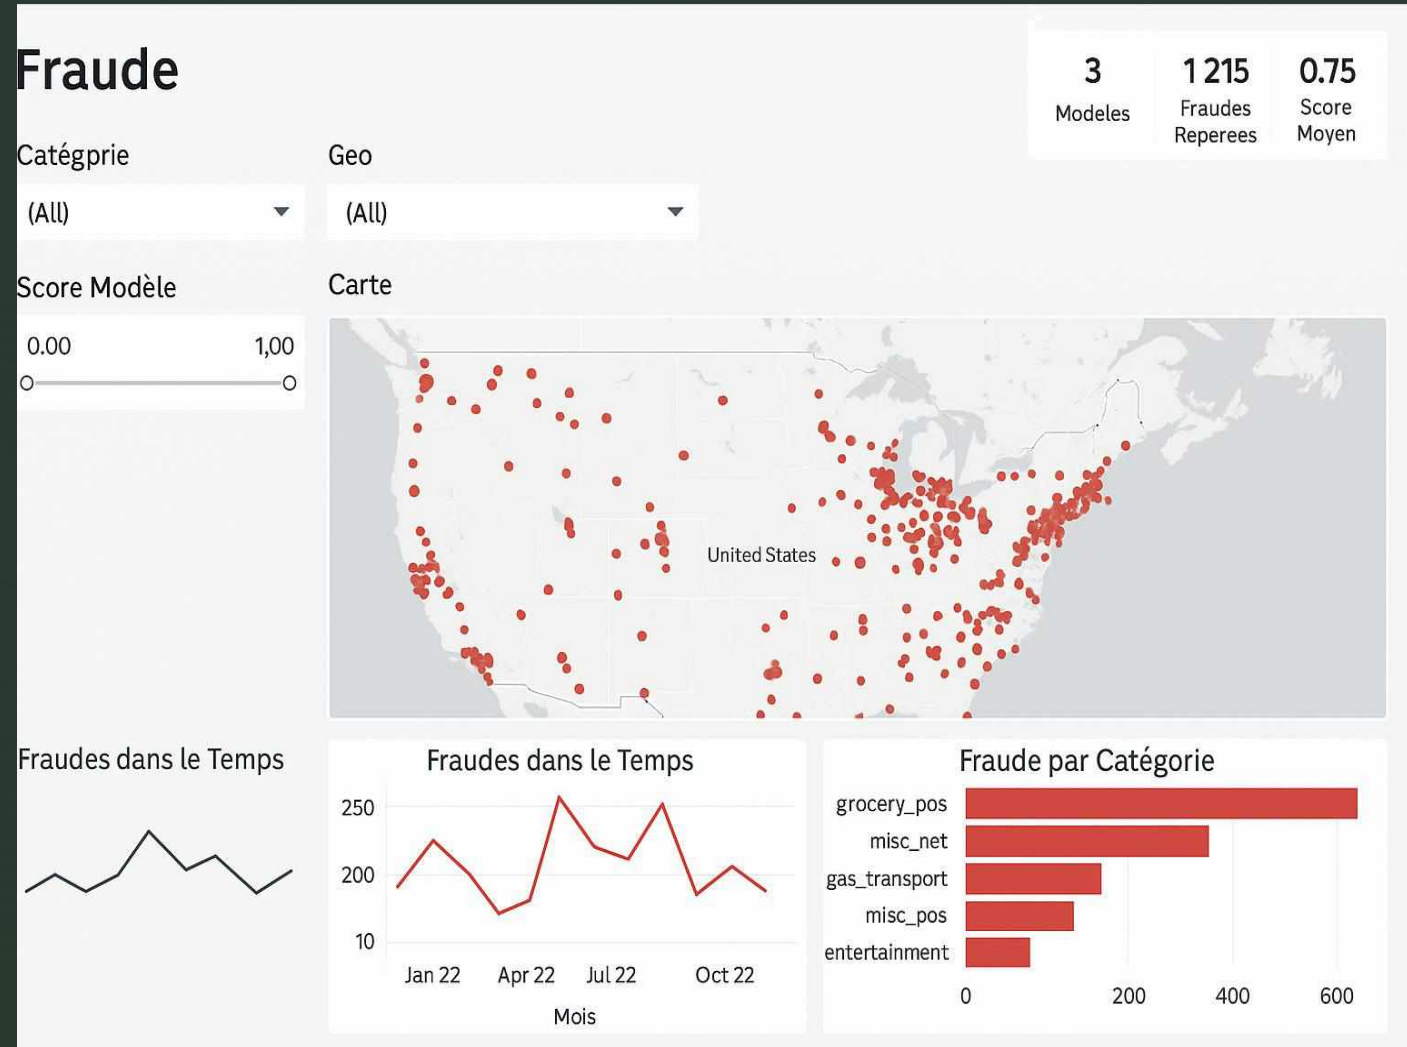 Fraude
3
Modeles
1 215
Fraudes
Reperees
0.75
Score
Moyen
Catégprie
(All)
Geo
(All)
Score Modèle
0.00 1,00
Carte
United States
Fraudes dans le Temps
Fraudes dans le Temps
250
200
10
Jan 22 Apr 22 Jul 22 Oct 22
Mois
Fraude par Catégorie
grocery_pos
misc_net
gas_transport
misc_pos
entertainment
0 200 400 600